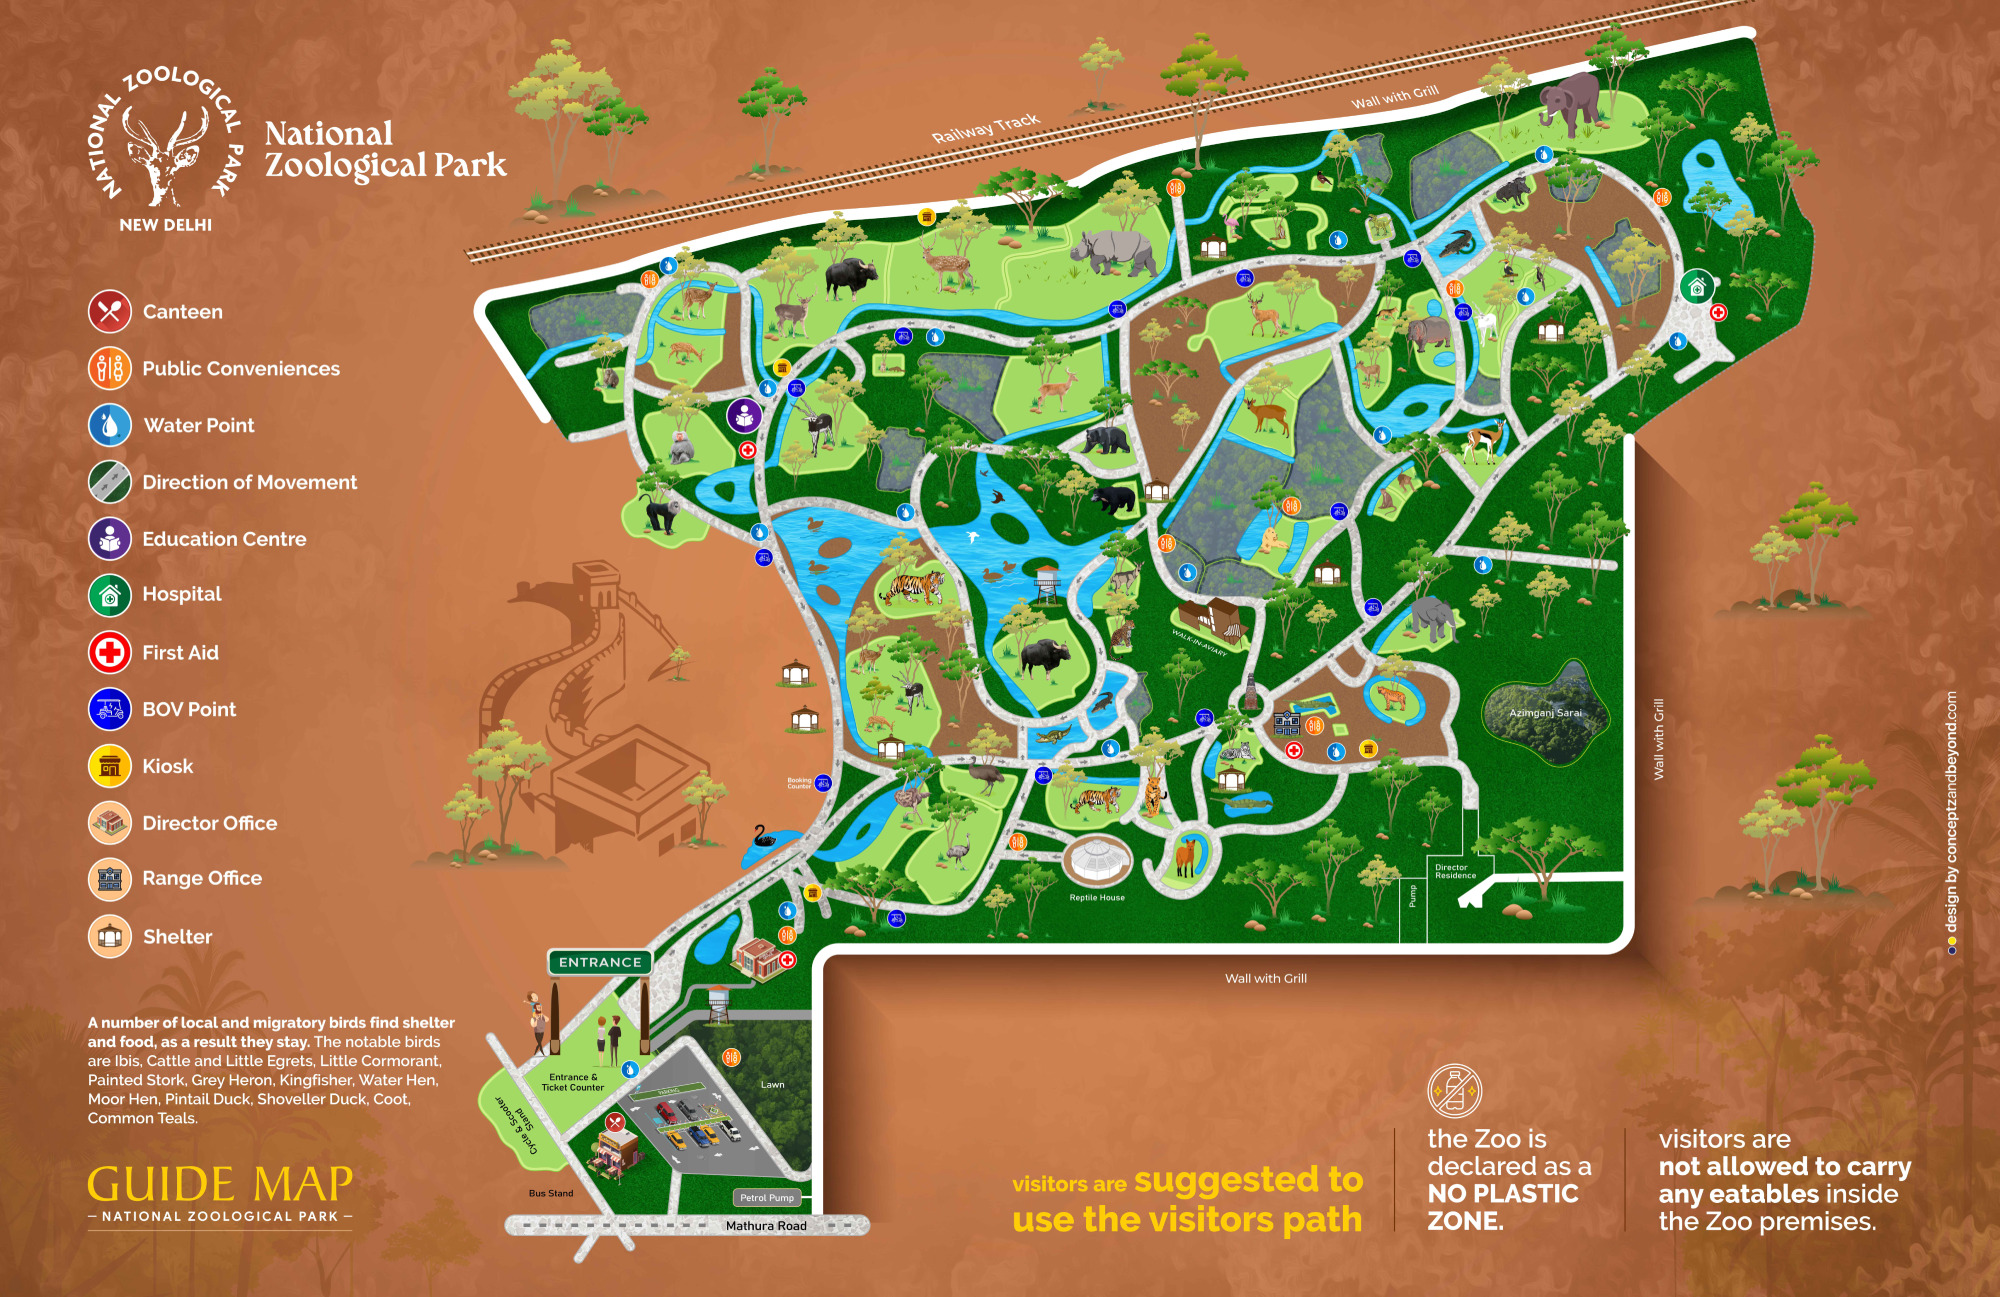 NATIONAL ZOOLOGICAL PARK
NEW DELHI
National
Zoological Park
Canteen
Public Conveniences
Water Point
Direction of Movement
Education Centre
Hospital
First Aid
BOV Point
Kiosk
Director Office
Range Office
Shelter
A number of local and migratory birds find shelter
and food, as a result they stay. The notable birds
are Ibis, Cattle and Little Egrets, Little Cormorant,
Painted Stork, Grey Heron, Kingfisher, Water Hen,
Moor Hen, Pintail Duck, Shoveller Duck, Coot,
Common Teals.
GUIDE MAP
– NATIONAL ZOOLOGICAL PARK –
Railway Track
Wall with Grill
WALK-IN-AVIARY
Azimganj Sarai
Wall with Grill
Booking
Counter
Reptile House
Director
Residence
Pump
Wall with Grill
ENTRANCE
Entrance &
Ticket Counter
Cycle & Scooter
Stand
PARKING
Lawn
Bus Stand
Petrol Pump
Mathura Road
visitors are suggested to
use the visitors path
the Zoo is
declared as a
NO PLASTIC
ZONE.
visitors are
not allowed to carry
any eatables inside
the Zoo premises.
design by conceptzandbeyond.com